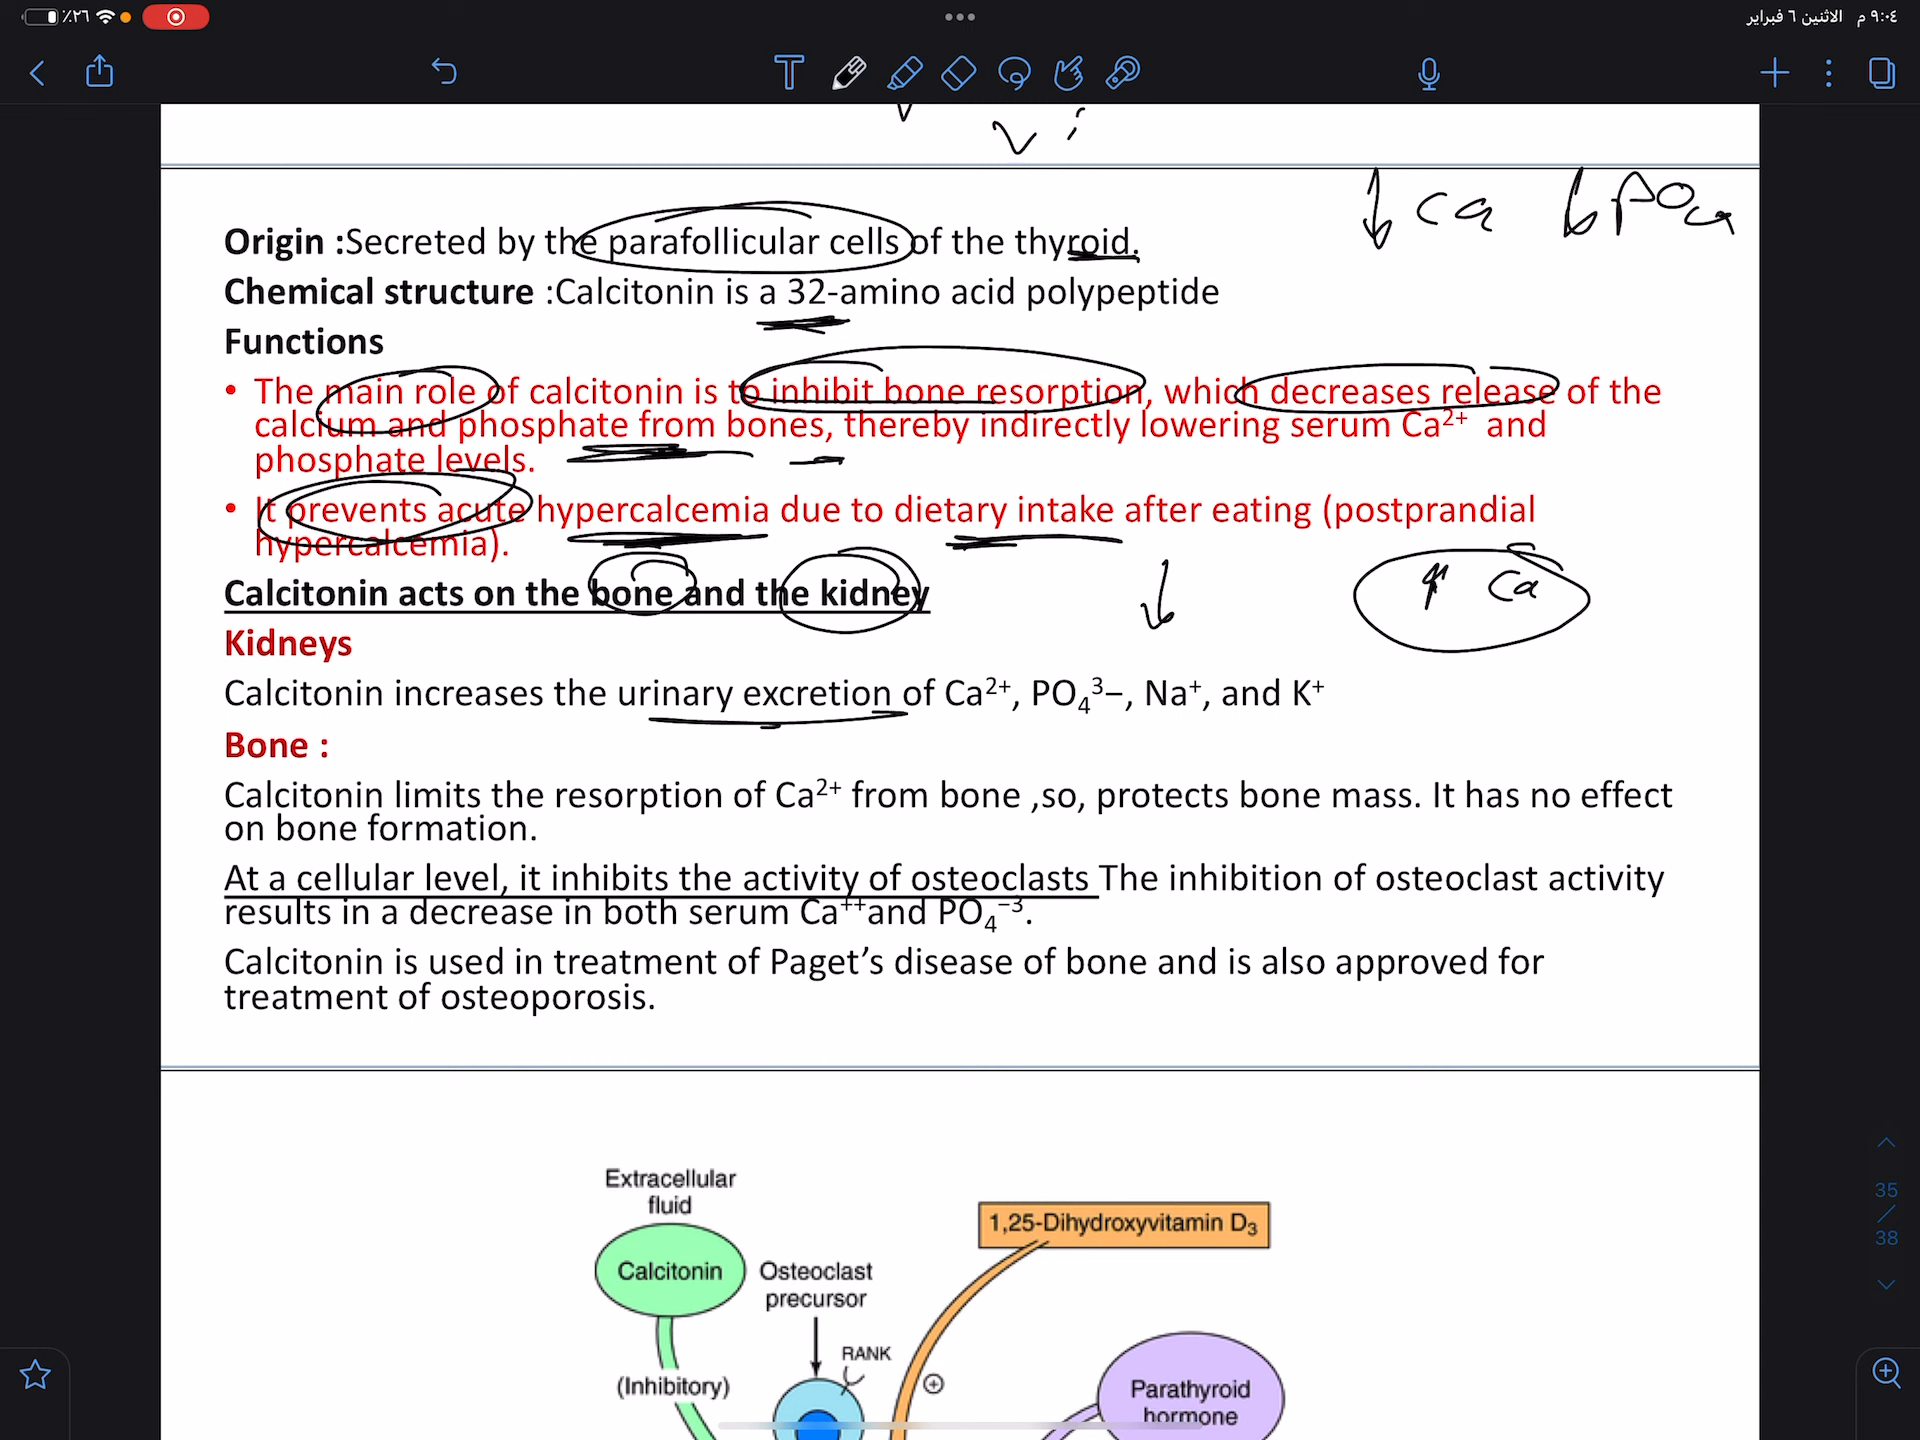 ٪٢٦
٩:٠٤ م الاثنين ٦ فبراير
↓ Ca ↓ PO
Origin :Secreted by the parafollicular cells of the thyroid.
Chemical structure :Calcitonin is a 32-amino acid polypeptide
Functions
• The main role of calcitonin is to inhibit bone resorption, which decreases release of the
calcium and phosphate from bones, thereby indirectly lowering serum Ca²⁺ and
phosphate levels.
• It prevents acute hypercalcemia due to dietary intake after eating (postprandial
hypercalcemia).
Calcitonin acts on the bone and the kidney
↓ ↑ Ca
Kidneys
Calcitonin increases the urinary excretion of Ca²⁺, PO₄³–, Na⁺, and K⁺
Bone :
Calcitonin limits the resorption of Ca²⁺ from bone ,so, protects bone mass. It has no effect
on bone formation.
At a cellular level, it inhibits the activity of osteoclasts The inhibition of osteoclast activity
results in a decrease in both serum Ca⁺⁺and PO₄⁻³.
Calcitonin is used in treatment of Paget’s disease of bone and is also approved for
treatment of osteoporosis.
Extracellular
fluid
1,25-Dihydroxyvitamin D₃
Calcitonin
Osteoclast
precursor
RANK
(Inhibitory)
Parathyroid
hormone
35
/
38